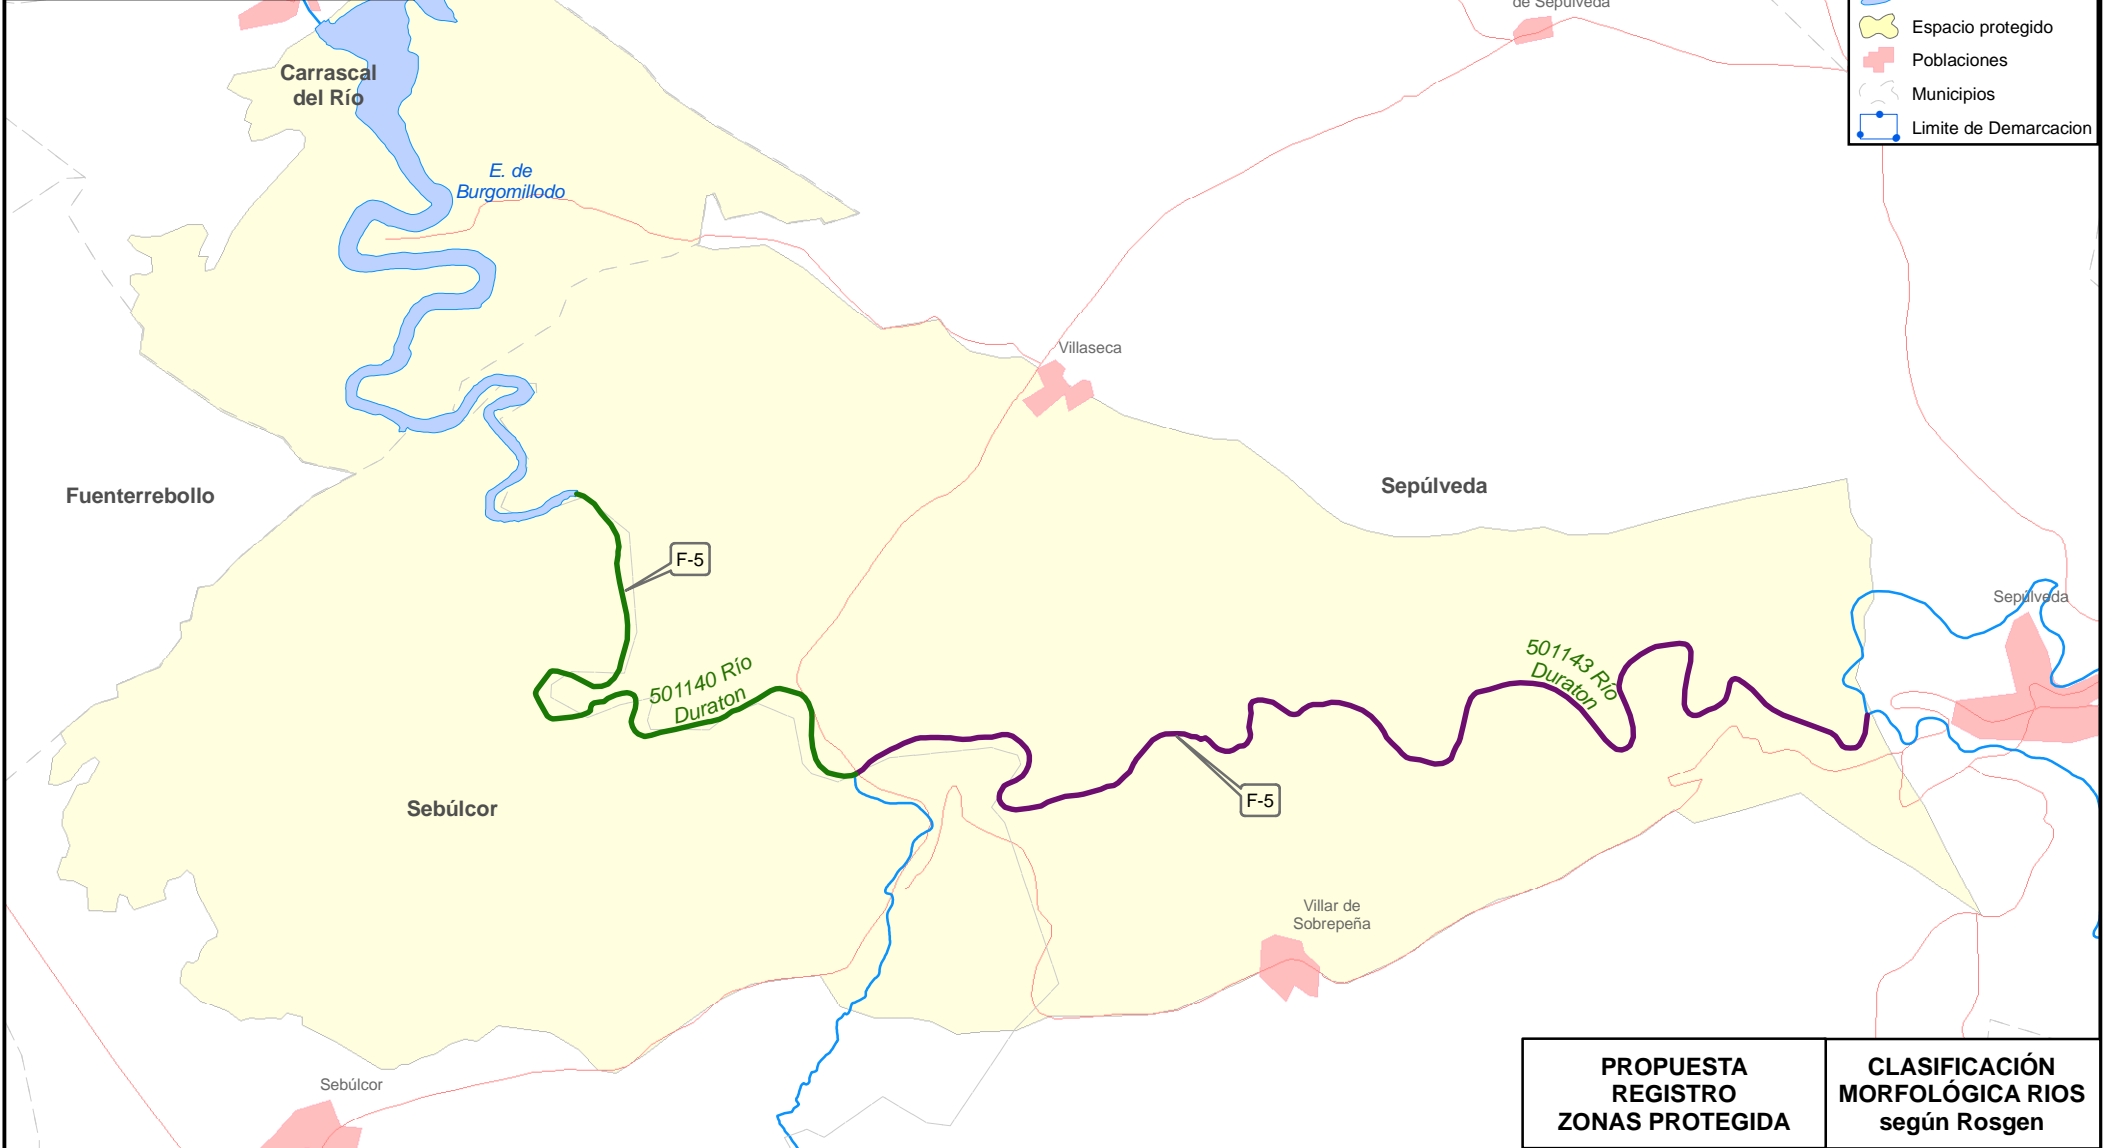 de Sepúlveda
Espacio protegido
Poblaciones
Municipios
Limite de Demarcacion
Carrascal
del Río
E. de
Burgomillodo
Villaseca
Fuenterrebollo
Sepúlveda
F-5
Sepúlveda
501140 Río
Duraton
501143 Río
Duraton
F-5
Sebúlcor
Villar de
Sobrepeña
Sebúlcor
PROPUESTA
REGISTRO
ZONAS PROTEGIDA
CLASIFICACIÓN
MORFOLÓGICA RIOS
según Rosgen